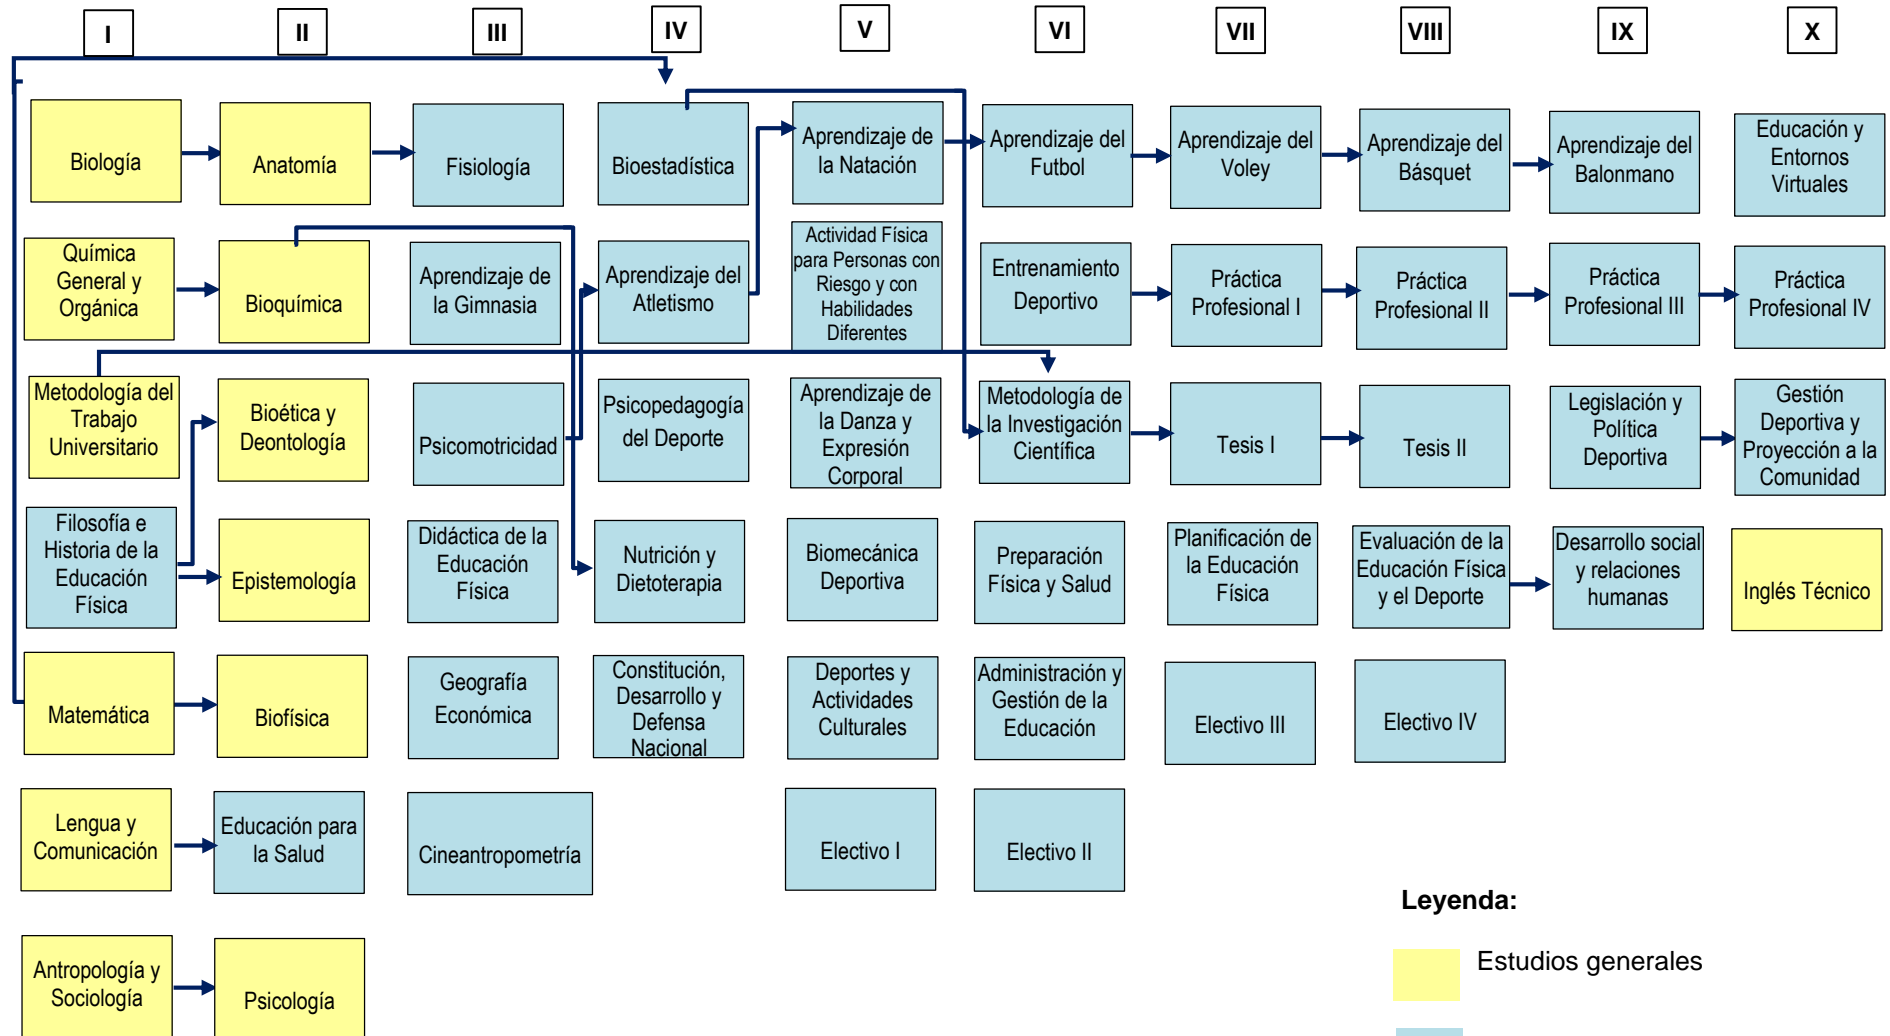 I II III IV V VI VII VIII IX X
Biología
Anatomía
Fisiología
Bioestadística
Aprendizaje de
la Natación
Aprendizaje del
Futbol
Aprendizaje del
Voley
Aprendizaje del
Básquet
Aprendizaje del
Balonmano
Educación y
Entornos
Virtuales
Química
General y
Orgánica
Bioquímica
Aprendizaje de
la Gimnasia
Aprendizaje del
Atletismo
Actividad Física
para Personas con
Riesgo y con
Habilidades
Diferentes
Entrenamiento
Deportivo
Práctica
Profesional I
Práctica
Profesional II
Práctica
Profesional III
Práctica
Profesional IV
Metodología del
Trabajo
Universitario
Bioética y
Deontología
Psicomotricidad
Psicopedagogía
del Deporte
Aprendizaje de
la Danza y
Expresión
Corporal
Metodología de
la Investigación
Científica
Tesis I
Tesis II
Legislación y
Política
Deportiva
Gestión
Deportiva y
Proyección a la
Comunidad
Filosofía e
Historia de la
Educación
Física
Epistemología
Didáctica de la
Educación
Física
Nutrición y
Dietoterapia
Biomecánica
Deportiva
Preparación
Física y Salud
Planificación de
la Educación
Física
Evaluación de la
Educación Física
y el Deporte
Desarrollo social
y relaciones
humanas
Inglés Técnico
Matemática
Biofísica
Geografía
Económica
Constitución,
Desarrollo y
Defensa
Nacional
Deportes y
Actividades
Culturales
Administración y
Gestión de la
Educación
Electivo III
Electivo IV
Lengua y
Comunicación
Educación para
la Salud
Cineantropometría
Electivo I
Electivo II
Antropología y
Sociología
Psicología
Leyenda:
Estudios generales